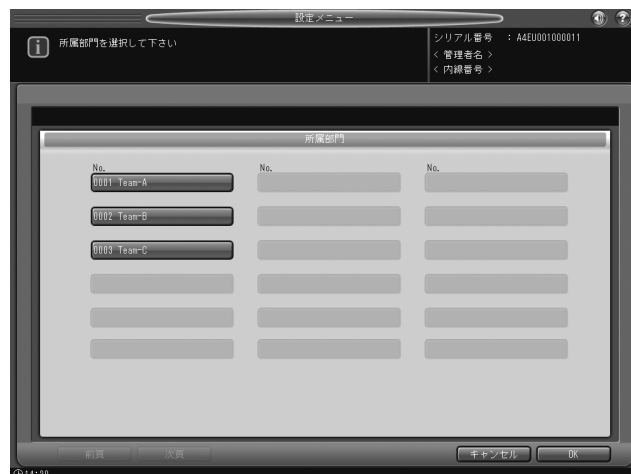 設定メニュー
所属部門を選択して下さい
シリアル番号 : A4EU001000011
< 管理者名 >
< 内線番号 >
所属部門
No. No. No.
0001 Team-A
0002 Team-B
0003 Team-C
前頁 次頁 キャンセル OK